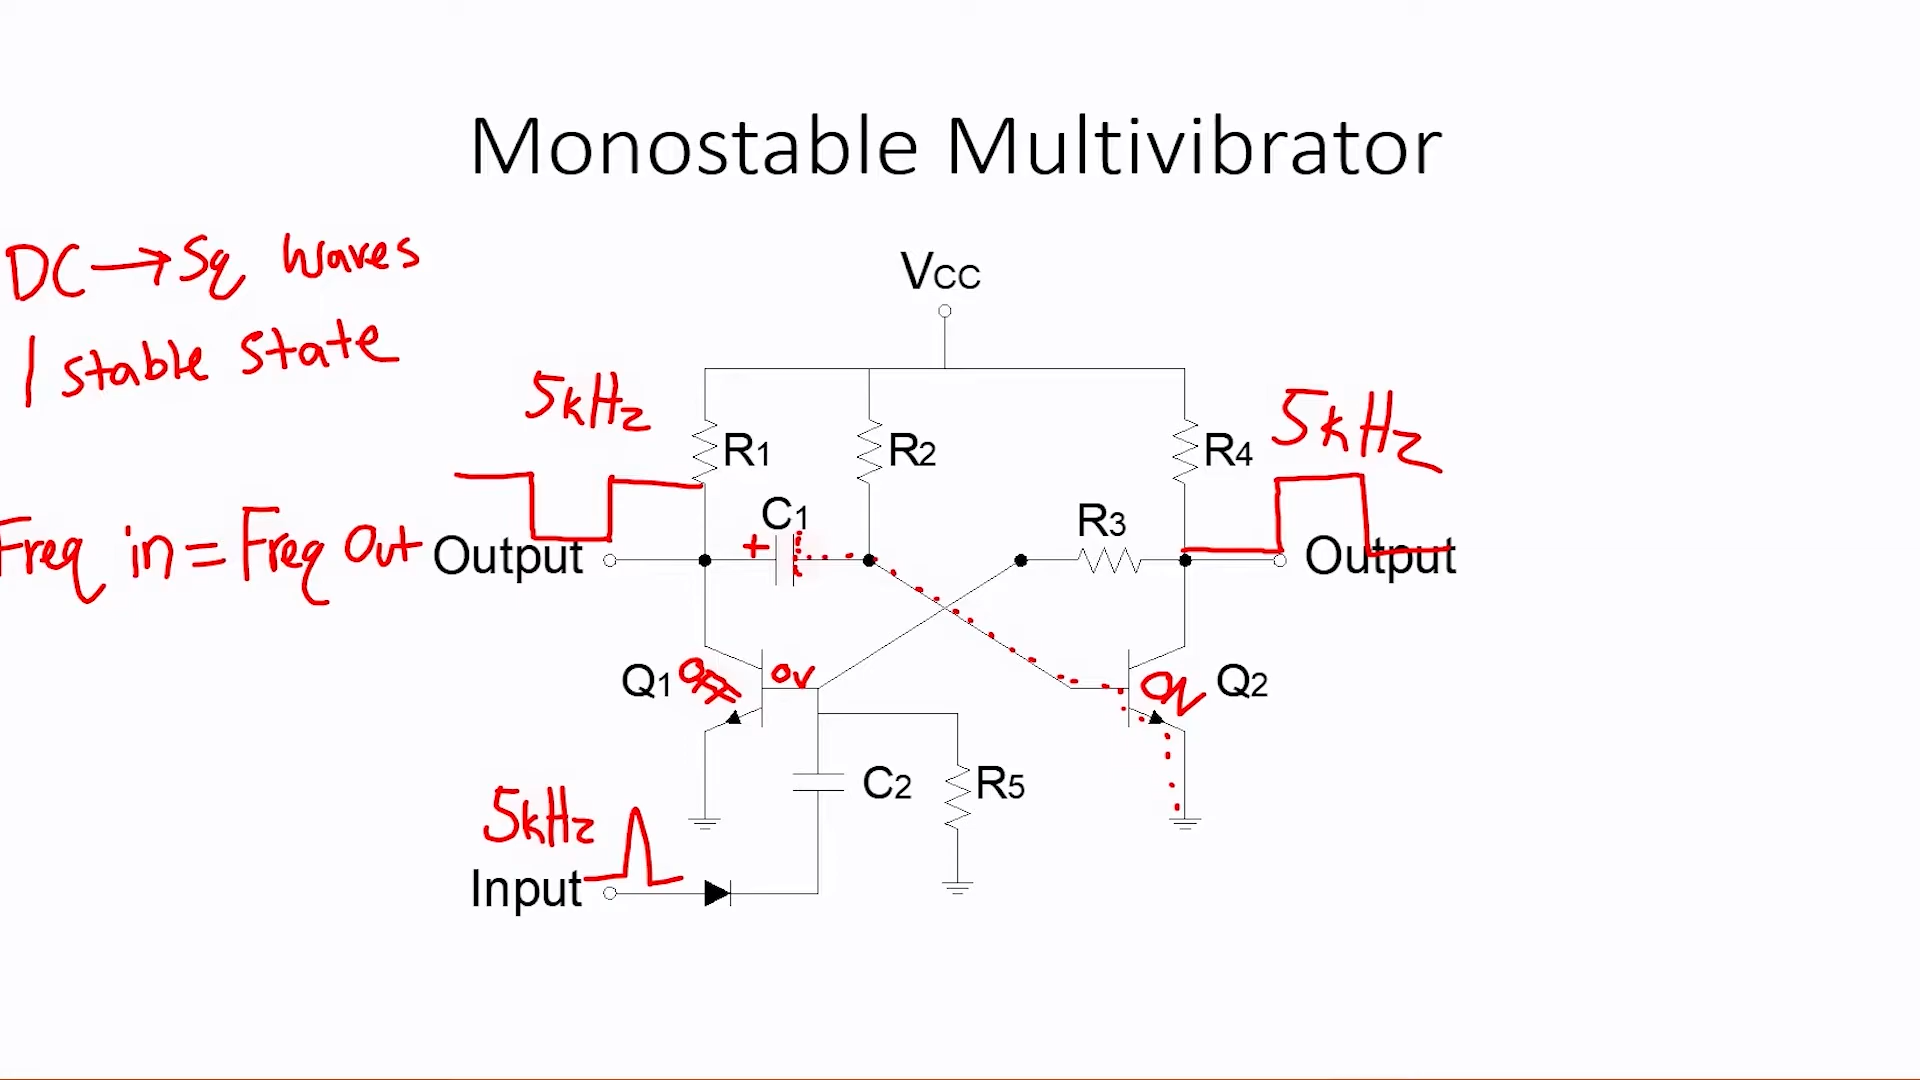 Monostable Multivibrator
DC → Sq waves
1 stable state
VCC
5kHz
5kHz
R1
R2
R4
C1
R3
+
Freq in = Freq Out
Output
Output
Q1
OFF
0V
ON
Q2
C2
R5
5kHz
Input